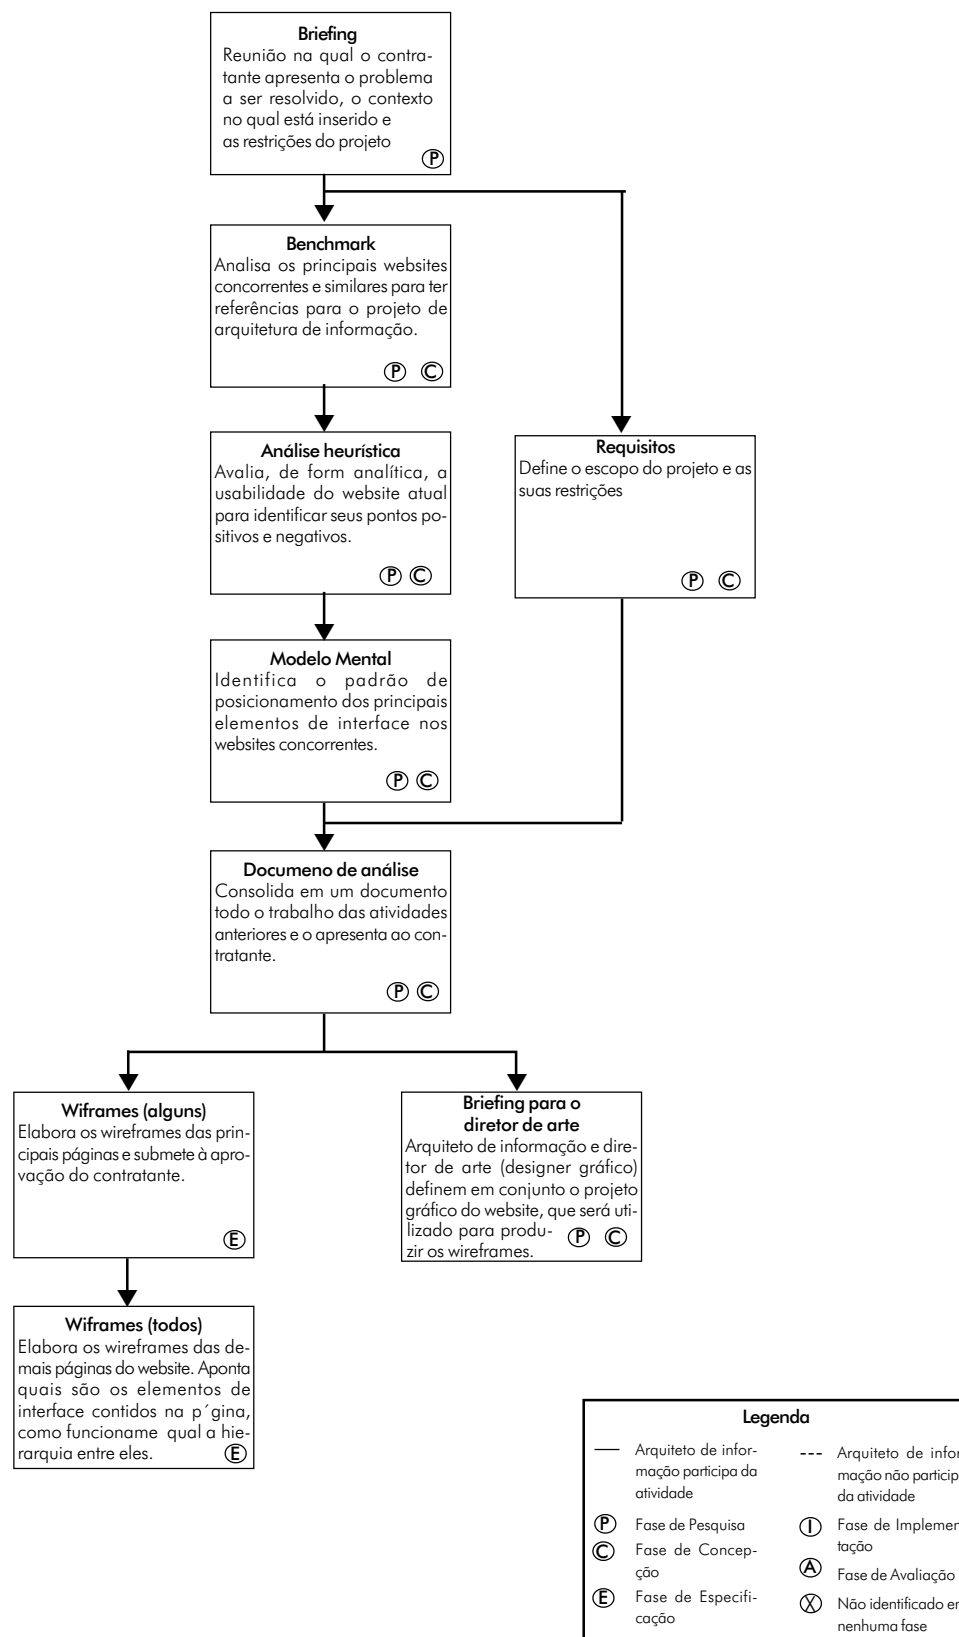 Briefing
Reunião na qual o contra-
tante apresenta o problema
a ser resolvido, o contexto
no qual está inserido e
as restrições do projeto
P
Benchmark
Analisa os principais websites
concorrentes e similares para ter
referências para o projeto de
arquitetura de informação.
P C
Análise heurística
Avalia, de form analítica, a
usabilidade do website atual
para identificar seus pontos po-
sitivos e negativos.
P C
Requisitos
Define o escopo do projeto e as
suas restrições
P C
Modelo Mental
Identifica o padrão de
posicionamento dos principais
elementos de interface nos
websites concorrentes.
P C
Documeno de análise
Consolida em um documento
todo o trabalho das atividades
anteriores e o apresenta ao con-
tratante.
P C
Wiframes (alguns)
Elabora os wireframes das prin-
cipais páginas e submete à apro-
vação do contratante.
E
Briefing para o
diretor de arte
Arquiteto de informação e dire-
tor de arte (designer gráfico)
definem em conjunto o projeto
gráfico do website, que será uti-
lizado para produ-
zir os wireframes.
P C
Wiframes (todos)
Elabora os wireframes das de-
mais páginas do website. Aponta
quais são os elementos de
interface contidos na p´gina,
como funcioname qual a hie-
rarquia entre eles.
E
Legenda
Arquiteto de infor-
mação participa da
atividade
P Fase de Pesquisa
C Fase de Concep-
ção
E Fase de Especifi-
cação
Arquiteto de infor
mação não particip
da atividade
I Fase de Implemen
tação
A Fase de Avaliação
X Não identificado e
nenhuma fase